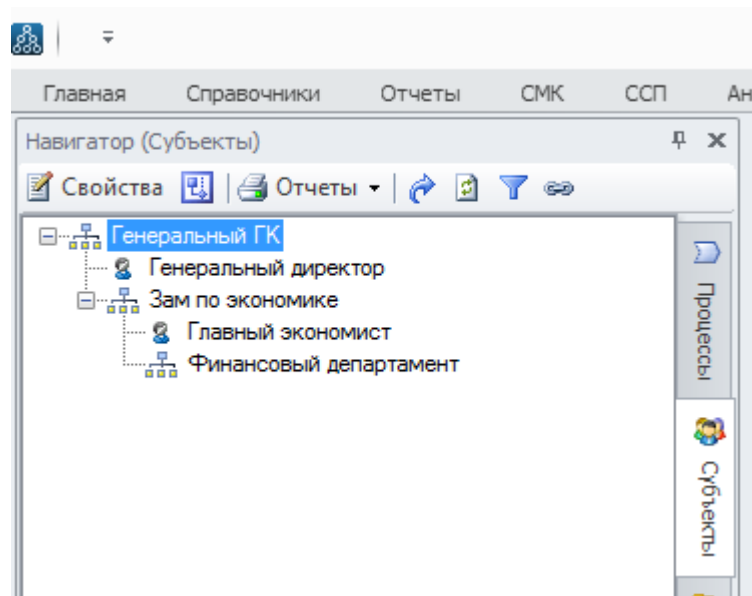 Главная Справочники Отчеты СМК ССП Ан
Навигатор (Субъекты)
Свойства Отчеты
Генеральный ГК
Генеральный директор
Зам по экономике
Главный экономист
Финансовый департамент
Процессы
Субъекты